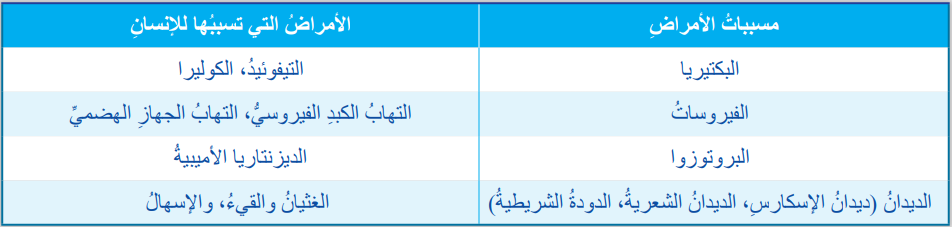 مسبباتُ الأمراضِ	الأمراضُ التي تسببُها للإنسانِ
البكتيريا	التيفوئيدُ، الكوليرا
الفيروساتُ	التهابُ الكبدِ الفيروسيُّ، التهابُ الجهازِ الهضميِّ
البروتوزوا	الديزنتاريا الأميبيةُ
الديدانُ (ديدانُ الإسكارسِ، الديدانُ الشعريةُ، الدودةُ الشريطيةُ)	الغثيانُ والقيءُ، والإسهالُ